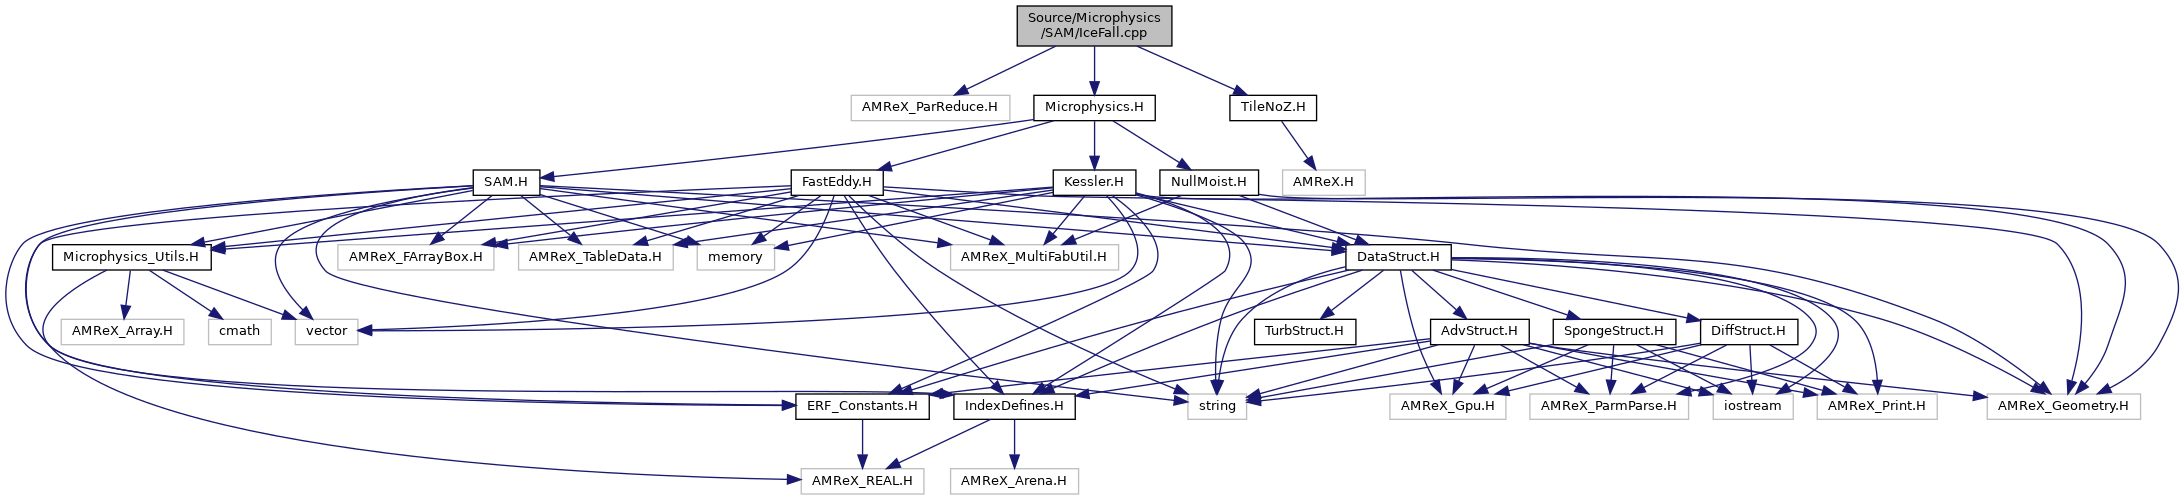 Source/Microphysics
/SAM/IceFall.cpp
AMReX_ParReduce.H
Microphysics.H
TileNoZ.H
SAM.H
FastEddy.H
Kessler.H
NullMoist.H
AMReX.H
Microphysics_Utils.H
AMReX_FArrayBox.H
AMReX_TableData.H
memory
AMReX_MultiFabUtil.H
DataStruct.H
AMReX_Array.H
cmath
vector
TurbStruct.H
AdvStruct.H
SpongeStruct.H
DiffStruct.H
ERF_Constants.H
IndexDefines.H
string
AMReX_Gpu.H
AMReX_ParmParse.H
iostream
AMReX_Print.H
AMReX_Geometry.H
AMReX_REAL.H
AMReX_Arena.H